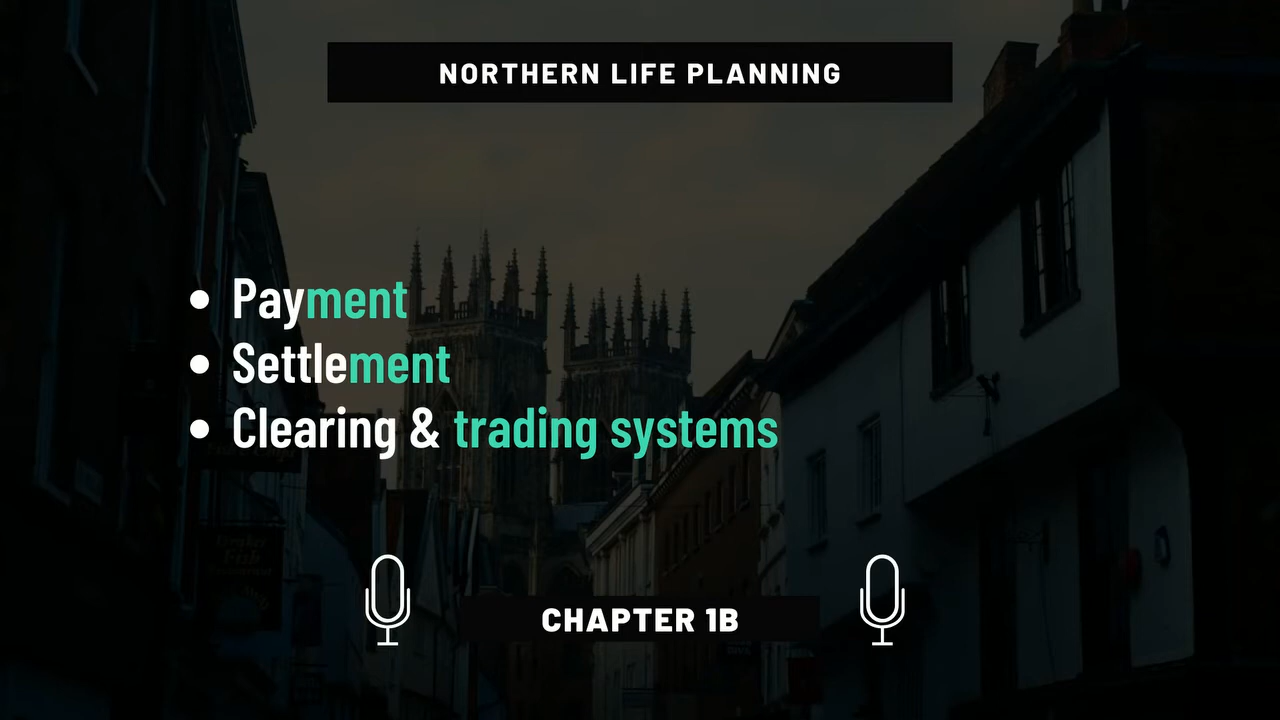 NORTHERN LIFE PLANNING
• Payment
• Settlement
• Clearing & trading systems
CHAPTER 1B